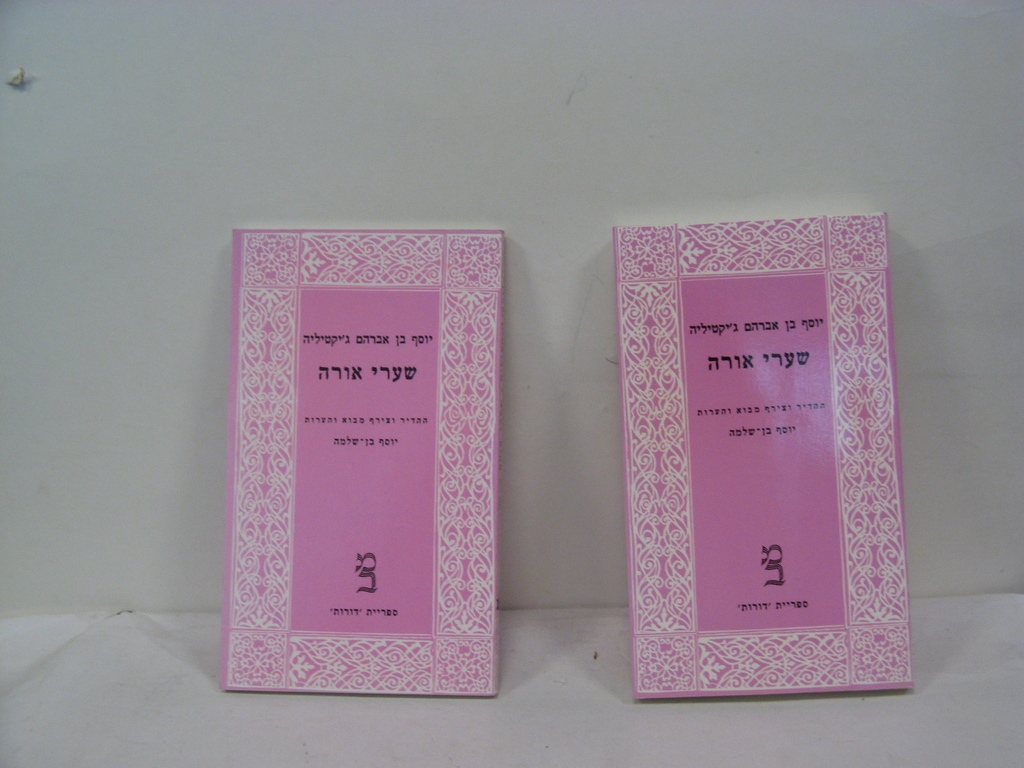 יוסף בן אברהם ג׳יקטיליה
שערי אורה
ההדיר וצירף מבוא והערות
יוסף בן־שלמה
ספריית ׳דורות׳
יוסף בן אברהם ג׳יקטיליה
שערי אורה
ההדיר וצירף מבוא והערות
יוסף בן־שלמה
ספריית ׳דורות׳